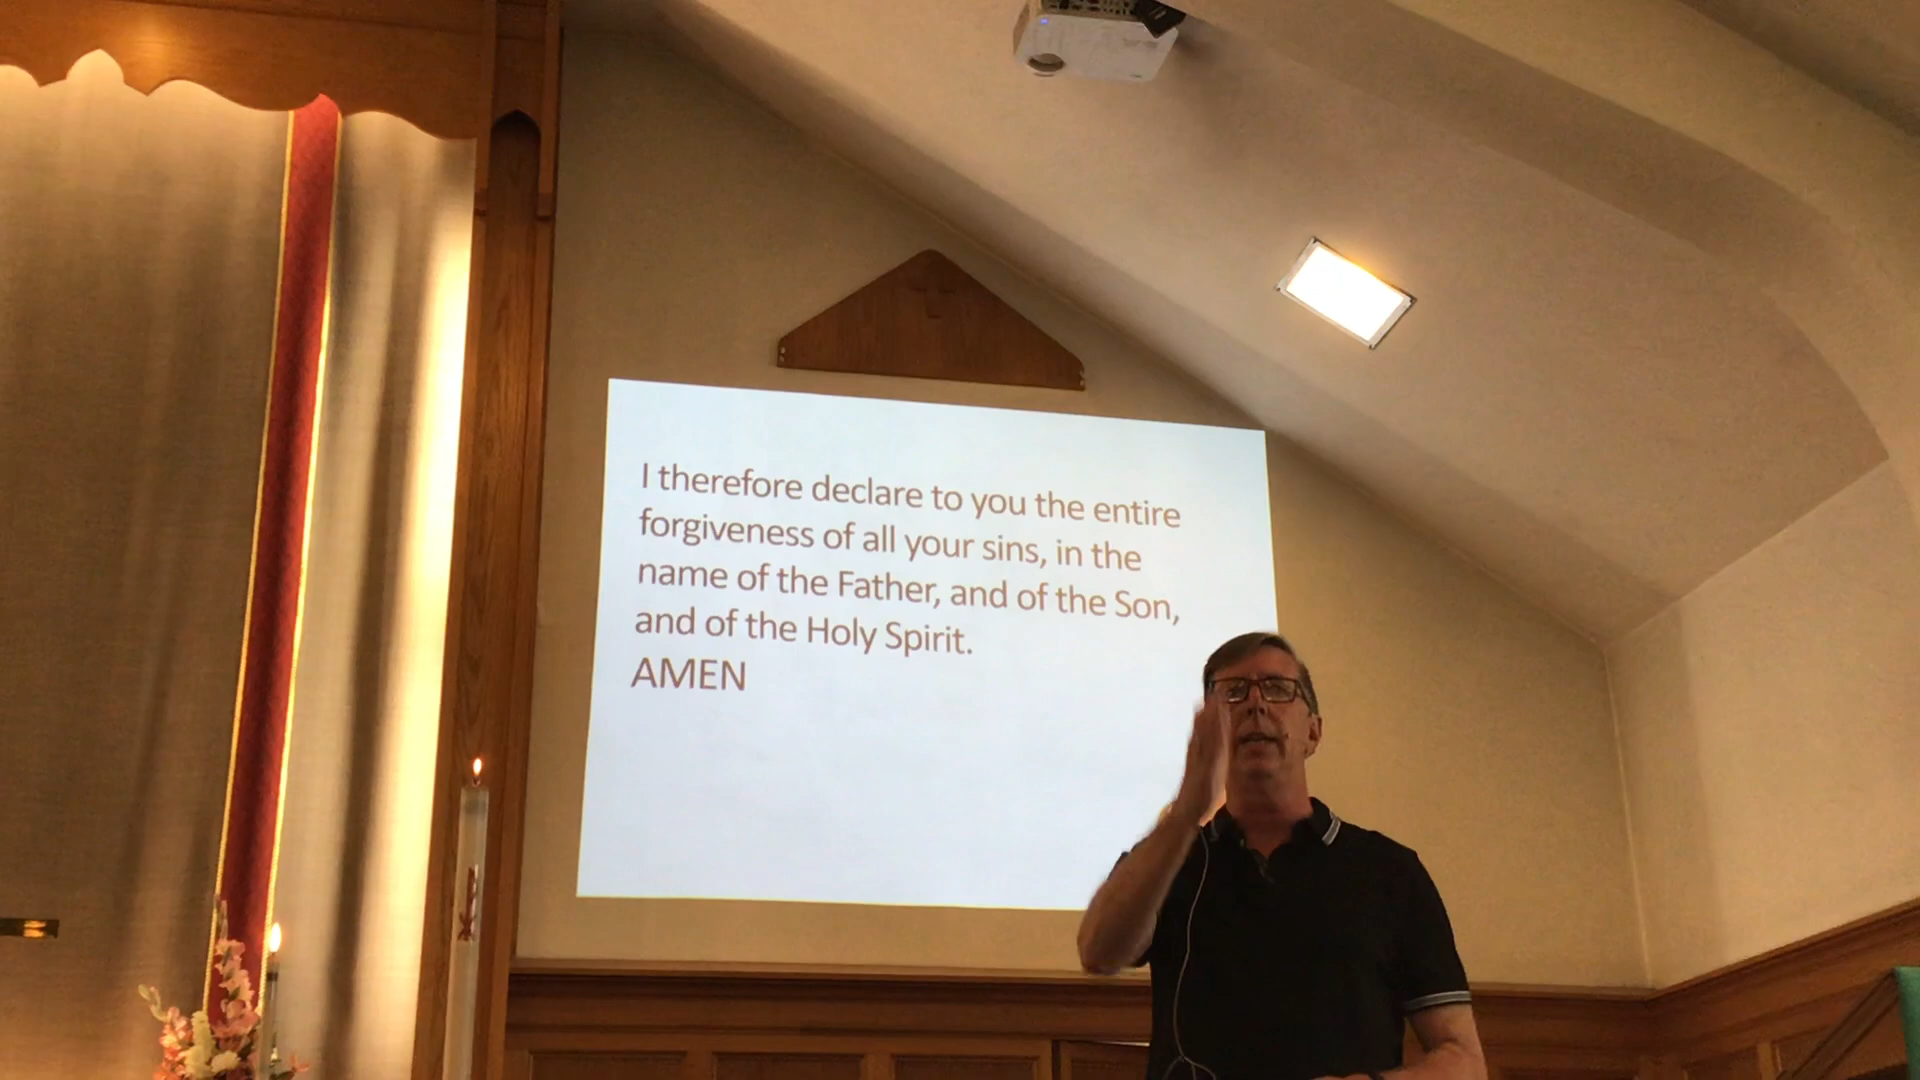 I therefore declare to you the entire
forgiveness of all your sins, in the
name of the Father, and of the Son,
and of the Holy Spirit.
AMEN